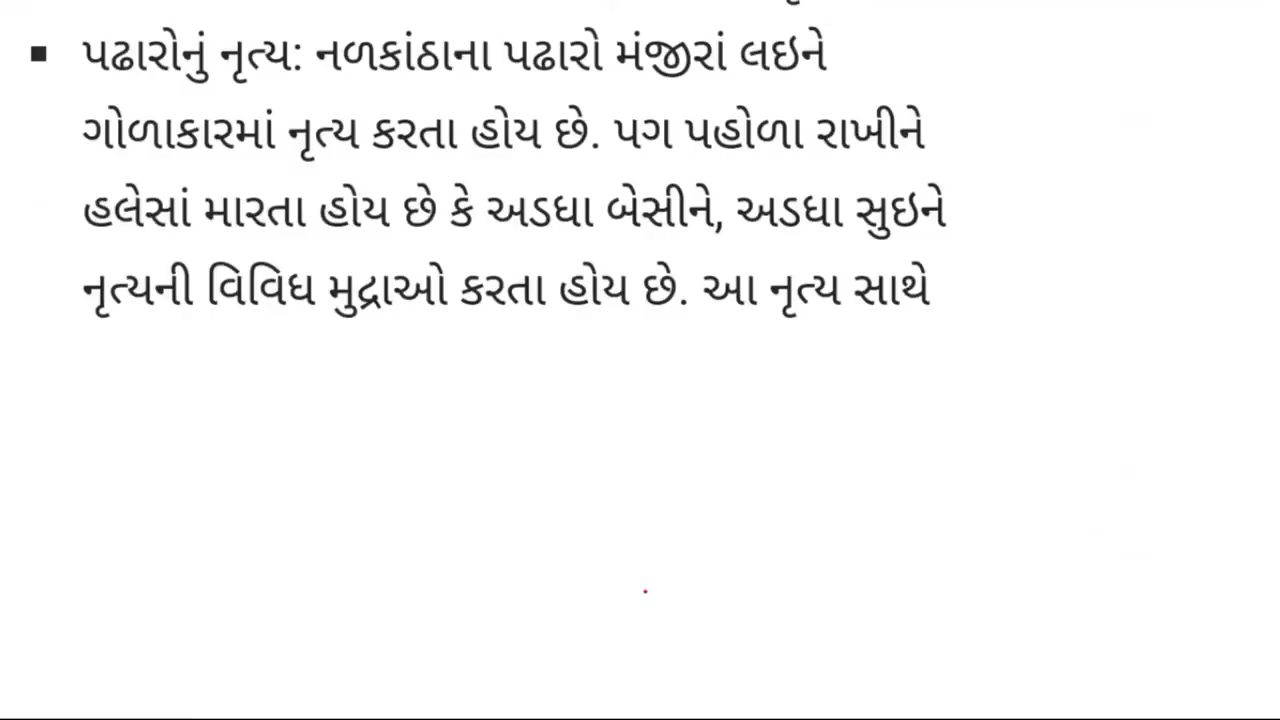 ▪ પઢારોનું નૃત્ય: નળકાંઠાના પઢારો મંજીરાં લઇને
ગોળાકારમાં નૃત્ય કરતા હોય છે. પગ પહોળા રાખીને
હલેસાં મારતા હોય છે કે અડધા બેસીને, અડધા સુઇને
નૃત્યની વિવિધ મુદ્રાઓ કરતા હોય છે. આ નૃત્ય સાથે